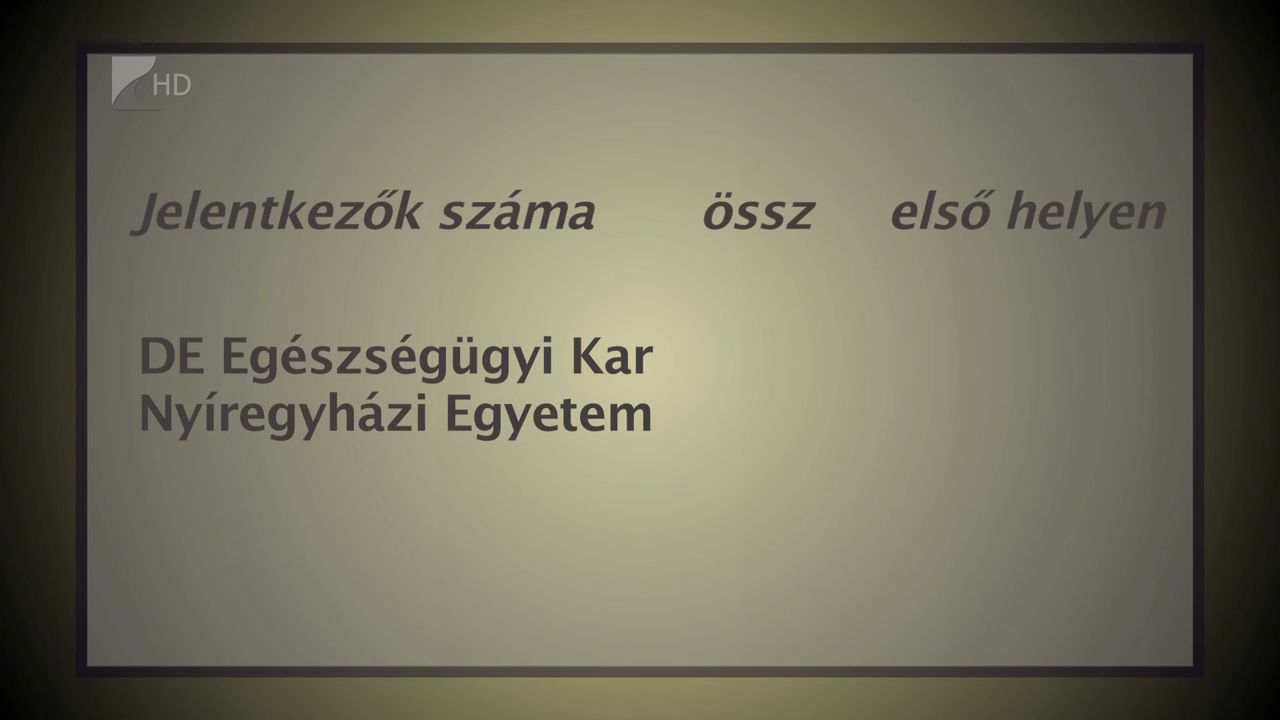 HD
Jelentkezők száma össz első helyen
DE Egészségügyi Kar
Nyíregyházi Egyetem